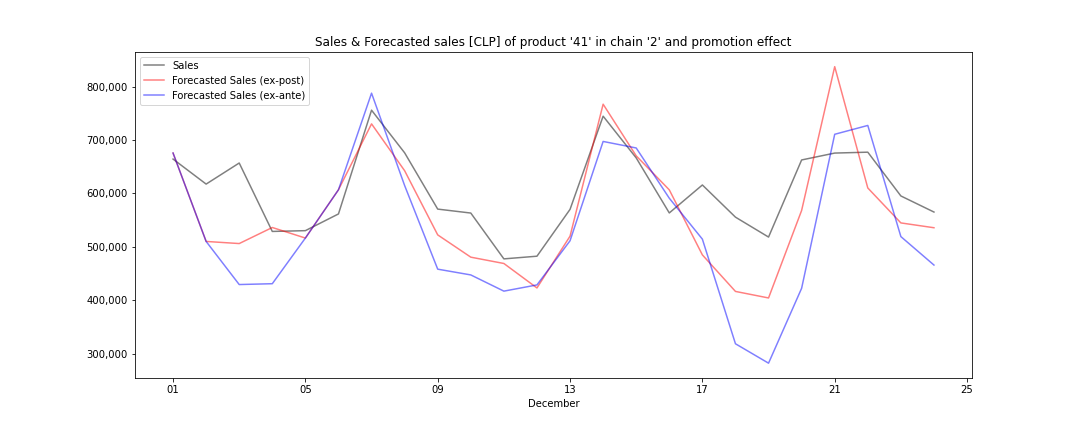 Sales & Forecasted sales [CLP] of product '41' in chain '2' and promotion effect
Sales
Forecasted Sales (ex-post)
Forecasted Sales (ex-ante)
800,000
700,000
600,000
500,000
400,000
300,000
01 05 09 13 17 21 25
December